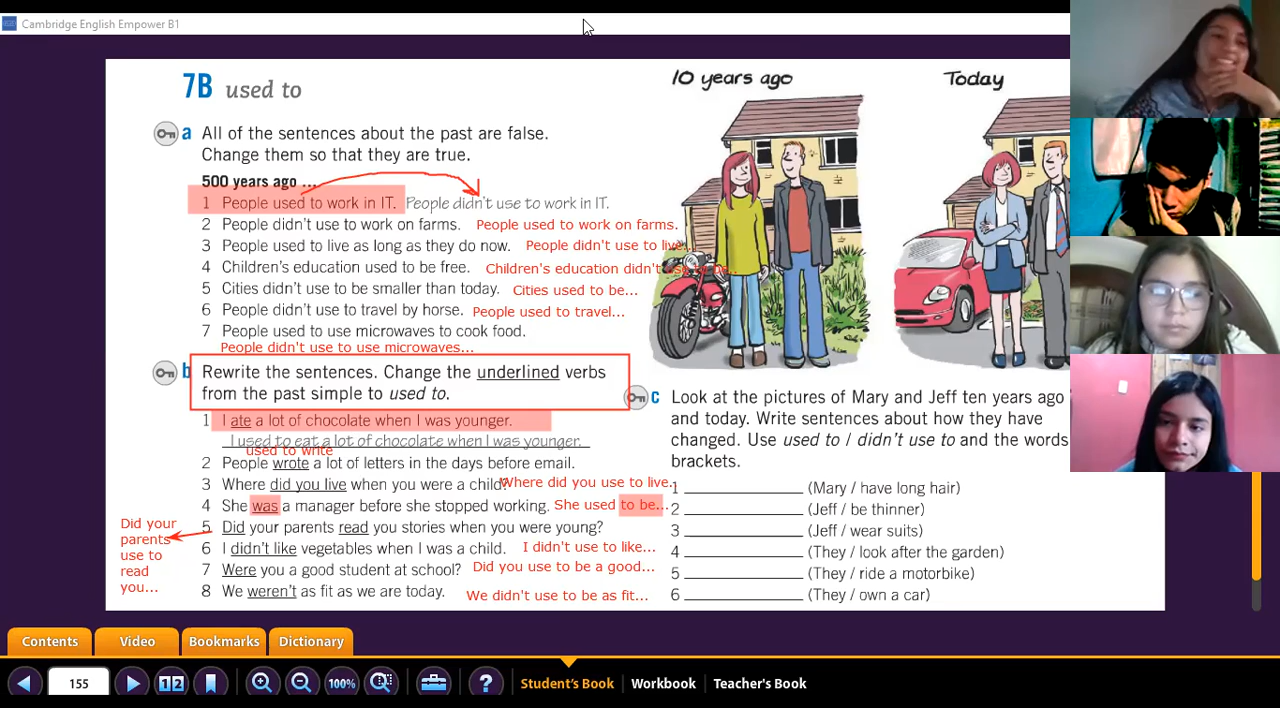 Cambridge English Empower B1
7B used to
a All of the sentences about the past are false.
Change them so that they are true.
500 years ago ...
1 People used to work in IT. People didn't use to work in IT.
2 People didn't use to work on farms. People used to work on farms.
3 People used to live as long as they do now. People didn't use to live...
4 Children's education used to be free. Children's education didn't use to be...
5 Cities didn't use to be smaller than today. Cities used to be...
6 People didn't use to travel by horse. People used to travel...
7 People used to use microwaves to cook food.
People didn't use to use microwaves...
b Rewrite the sentences. Change the underlined verbs
from the past simple to used to.
1 I ate a lot of chocolate when I was younger.
I used to eat a lot of chocolate when I was younger.
used to write
2 People wrote a lot of letters in the days before email.
3 Where did you live when you were a child? Where did you use to live...
4 She was a manager before she stopped working. She used to be...
5 Did your parents read you stories when you were young?
Did your
parents
use to
read
you...
6 I didn't like vegetables when I was a child. I didn't use to like...
7 Were you a good student at school? Did you use to be a good...
8 We weren't as fit as we are today. We didn't use to be as fit...
10 years ago
Today
c Look at the pictures of Mary and Jeff ten years ago
and today. Write sentences about how they have
changed. Use used to / didn't use to and the words
brackets.
1 (Mary / have long hair)
2 (Jeff / be thinner)
3 (Jeff / wear suits)
4 (They / look after the garden)
5 (They / ride a motorbike)
6 (They / own a car)
Contents Video Bookmarks Dictionary
155 1 2 100% ? Student's Book Workbook Teacher's Book